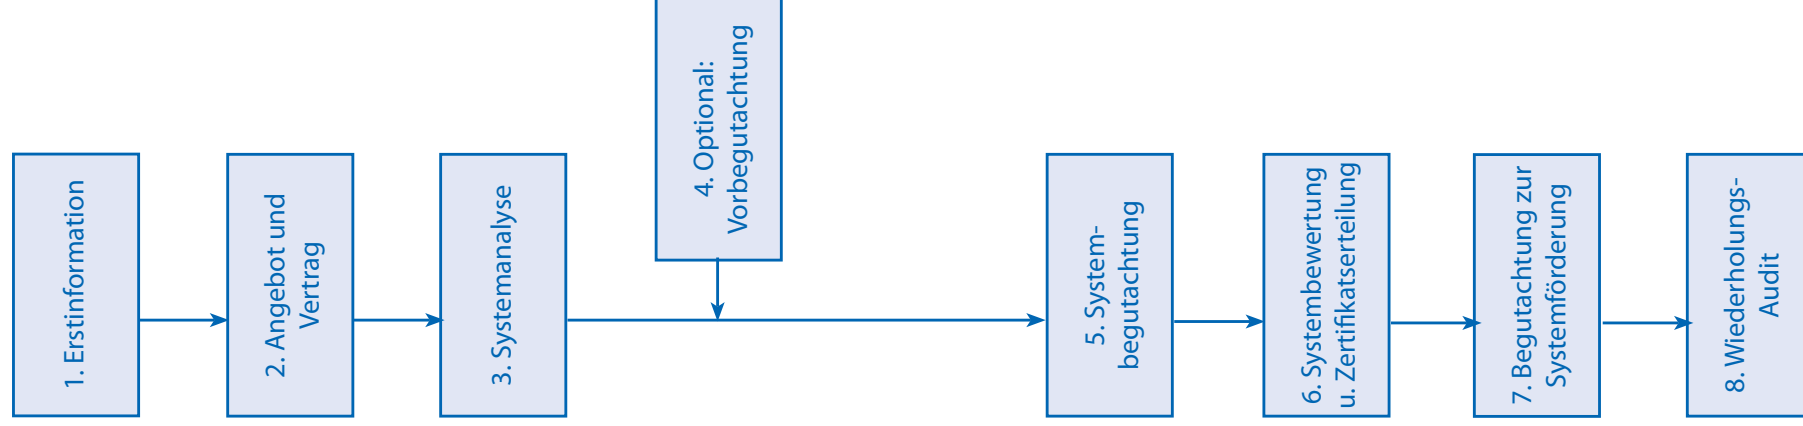 1. Erstinformation
2. Angebot und
Vertrag
3. Systemanalyse
4. Optional:
Vorbegutachtung
5. System-
begutachtung
6. Systembewertung
u. Zertifikatserteilung
7. Begutachtung zur
Systemförderung
8. Wiederholungs-
Audit